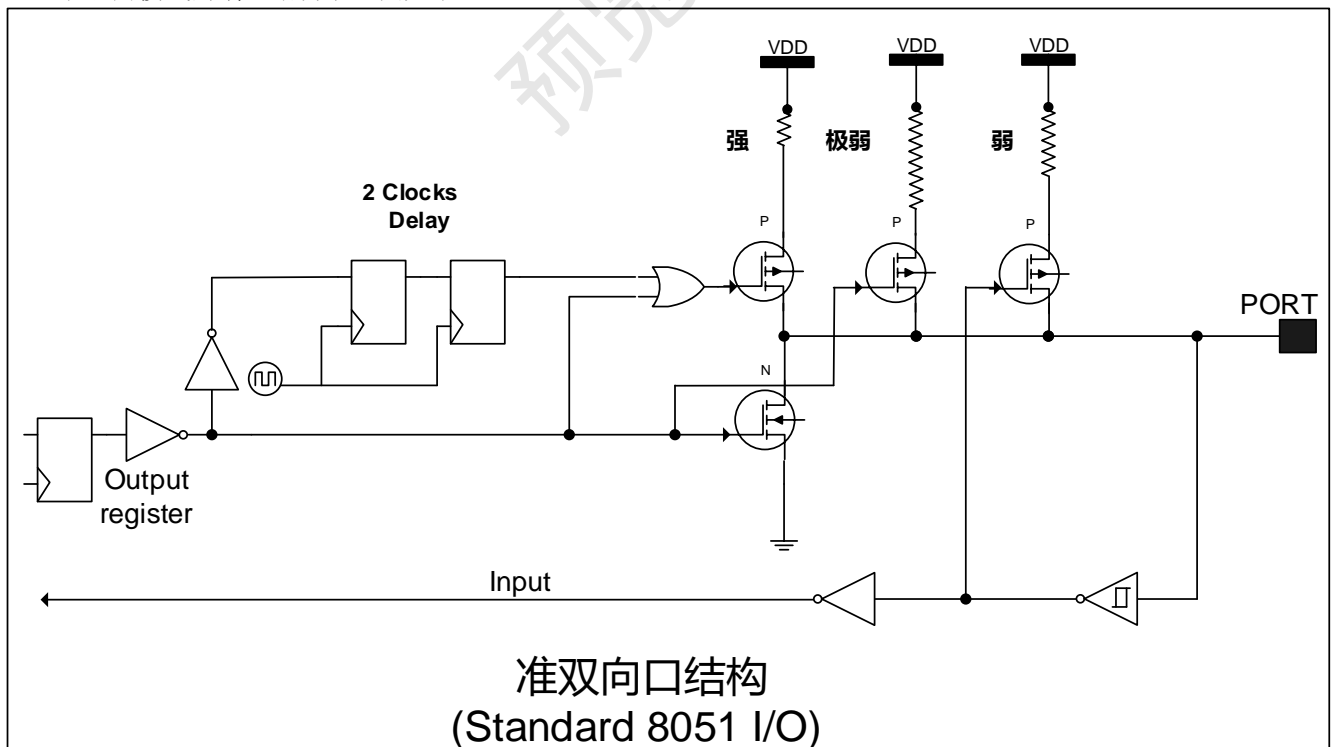 VDD
VDD
VDD
强
极弱
弱
2 Clocks
Delay
P
P
P
PORT
N
Output
register
Input
准双向口结构
(Standard 8051 I/O)